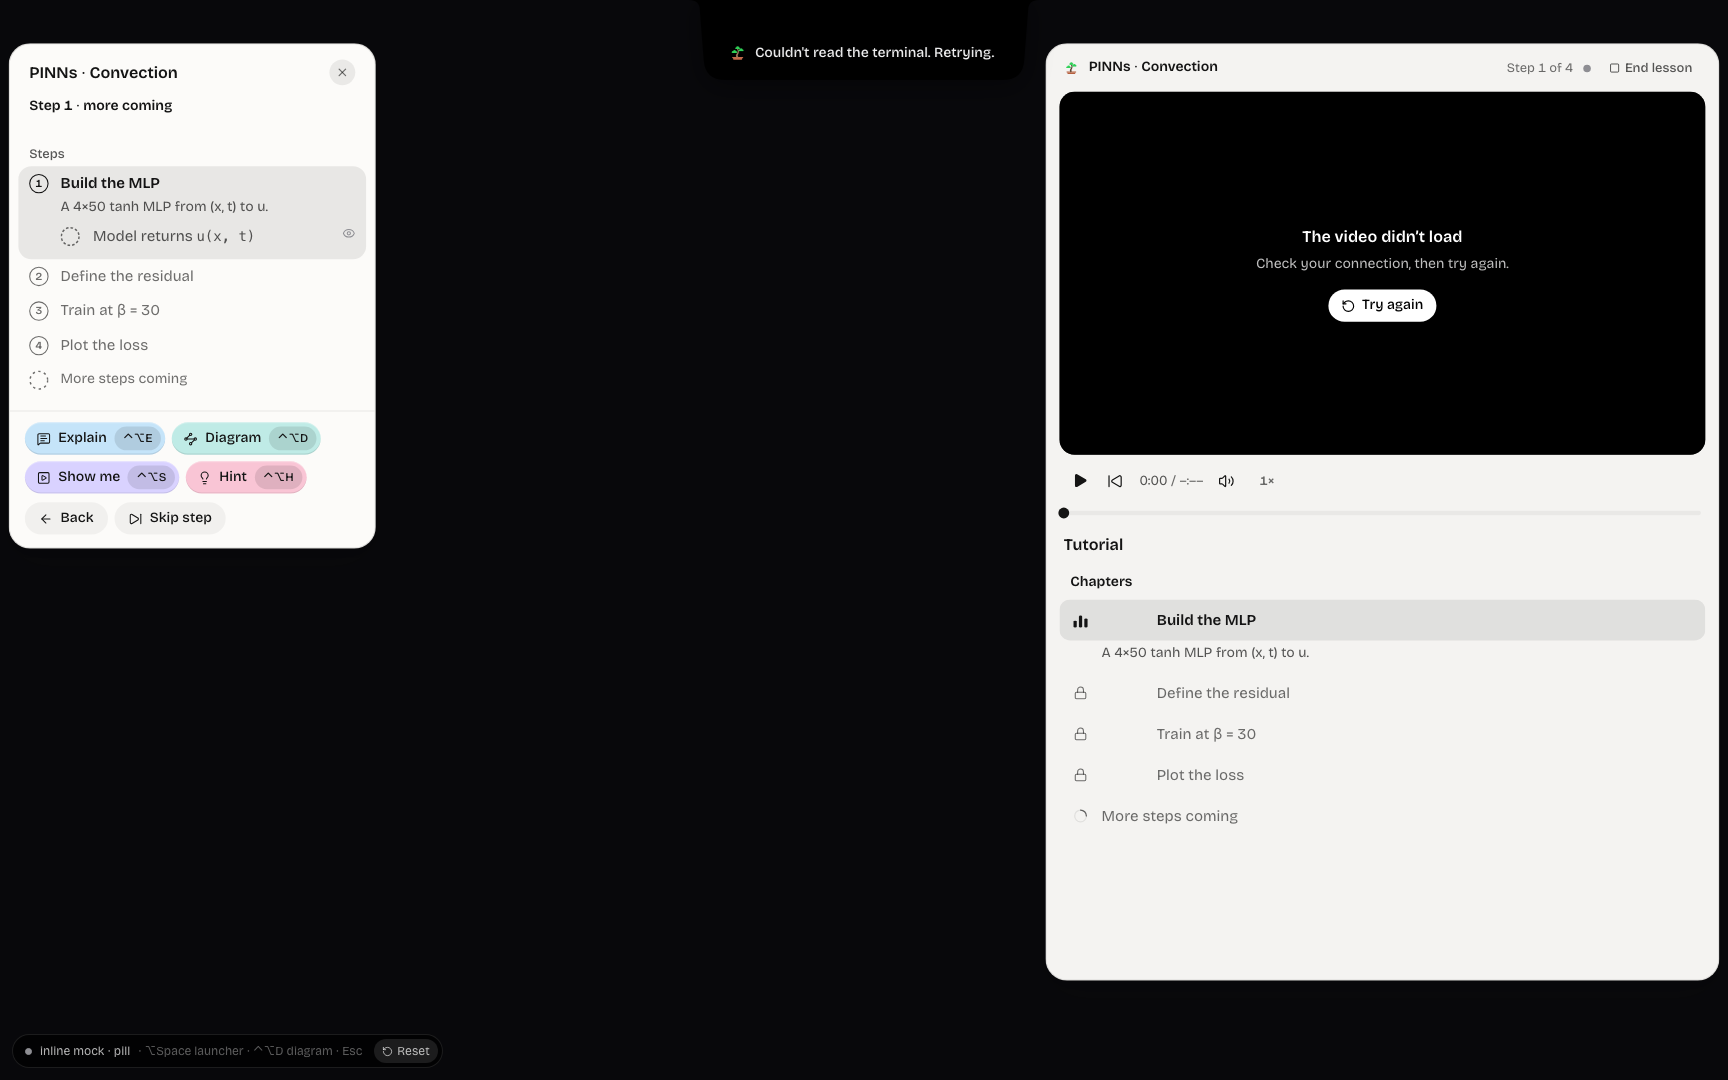 Couldn't read the terminal. Retrying.
PINNs · Convection
Step 1 · more coming
Steps
1 Build the MLP
A 4×50 tanh MLP from (x, t) to u.
Model returns u(x, t)
2 Define the residual
3 Train at β = 30
4 Plot the loss
More steps coming
Explain ^⌥E Diagram ^⌥D
Show me ^⌥S Hint ^⌥H
Back Skip step
PINNs · Convection Step 1 of 4 End lesson
The video didn’t load
Check your connection, then try again.
Try again
0:00 / –:–– 1×
Tutorial
Chapters
Build the MLP
A 4×50 tanh MLP from (x, t) to u.
Define the residual
Train at β = 30
Plot the loss
More steps coming
inline mock · pill · ⌥Space launcher · ^⌥D diagram · Esc Reset